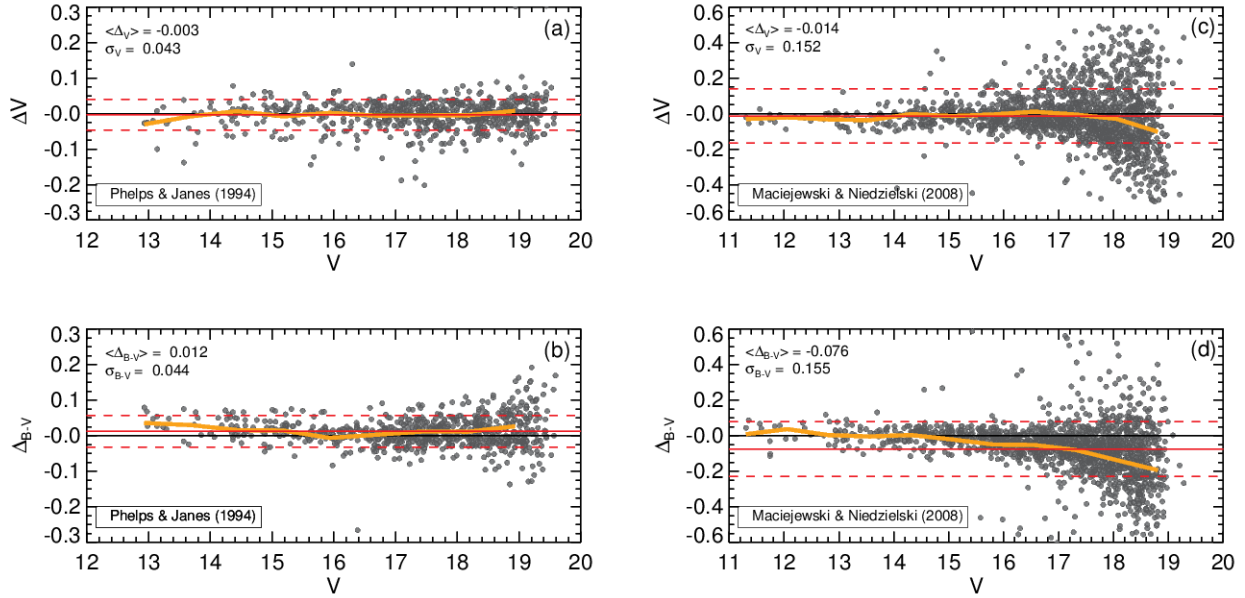 (a)
<Δ_V> = -0.003
σ_V = 0.043
0.3
0.2
0.1
-0.0
-0.1
-0.2
-0.3
ΔV
Phelps & Janes (1994)
12 13 14 15 16 17 18 19 20
V
(c)
<Δ_V> = -0.014
σ_V = 0.152
0.6
0.4
0.2
-0.0
-0.2
-0.4
-0.6
ΔV
Maciejewski & Niedzielski (2008)
11 12 13 14 15 16 17 18 19 20
V
(b)
<Δ_B-V> = 0.012
σ_B-V = 0.044
0.3
0.2
0.1
-0.0
-0.1
-0.2
-0.3
Δ_B-V
Phelps & Janes (1994)
12 13 14 15 16 17 18 19 20
V
(d)
<Δ_B-V> = -0.076
σ_B-V = 0.155
0.6
0.4
0.2
-0.0
-0.2
-0.4
-0.6
Δ_B-V
Maciejewski & Niedzielski (2008)
11 12 13 14 15 16 17 18 19 20
V